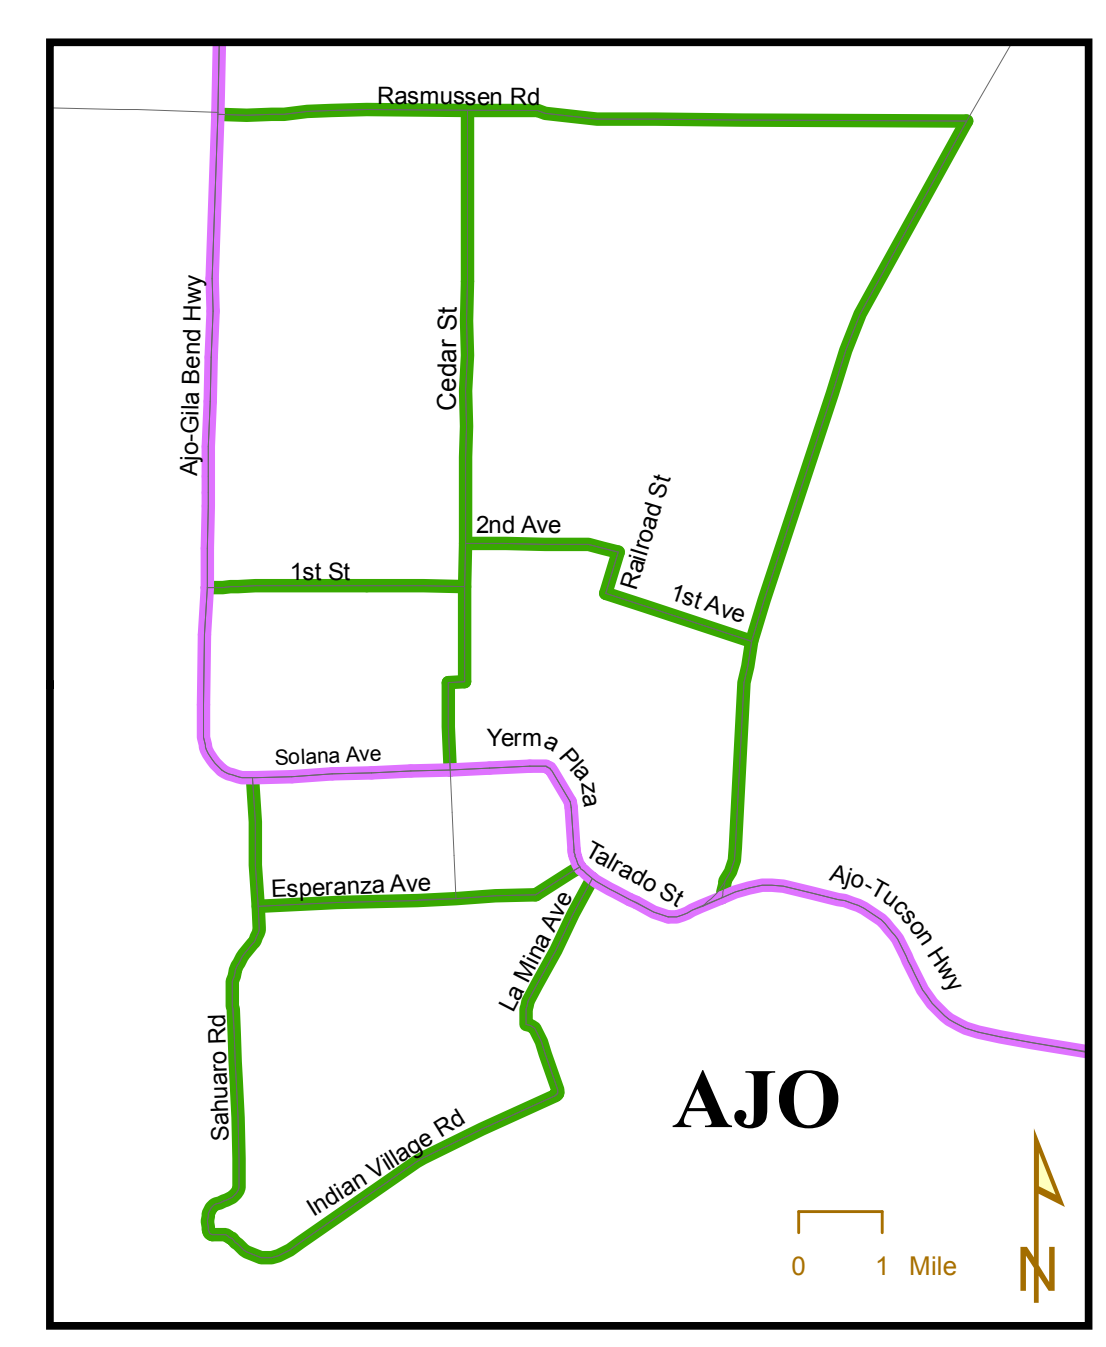 Rasmussen Rd
Ajo-Gila Bend Hwy
Cedar St
2nd Ave
Railroad St
1st St
1st Ave
Solana Ave
Yerma Plaza
Talrado St
Esperanza Ave
Ajo-Tucson Hwy
La Mina Ave
Sahuaro Rd
Indian Village Rd
AJO
0 1 Mile
N